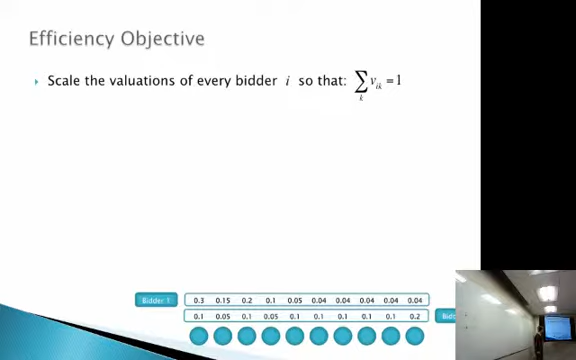 Efficiency Objective
Scale the valuations of every bidder i so that: ∑ₖ vᵢₖ = 1
Bidder 1 0.3 0.15 0.2 0.1 0.05 0.04 0.04 0.04 0.04 0.04
0.1 0.05 0.1 0.05 0.1 0.1 0.1 0.1 0.1 0.2